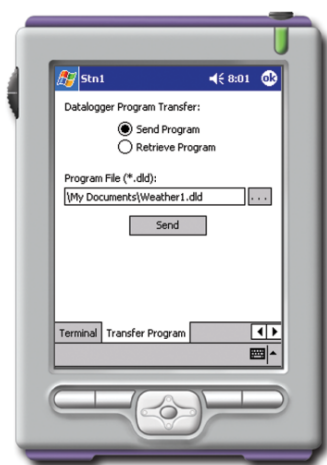 Stn1 8:01 ok
Datalogger Program Transfer:
Send Program
Retrieve Program
Program File (*.dld):
\My Documents\Weather1.dld ...
Send
Terminal Transfer Program